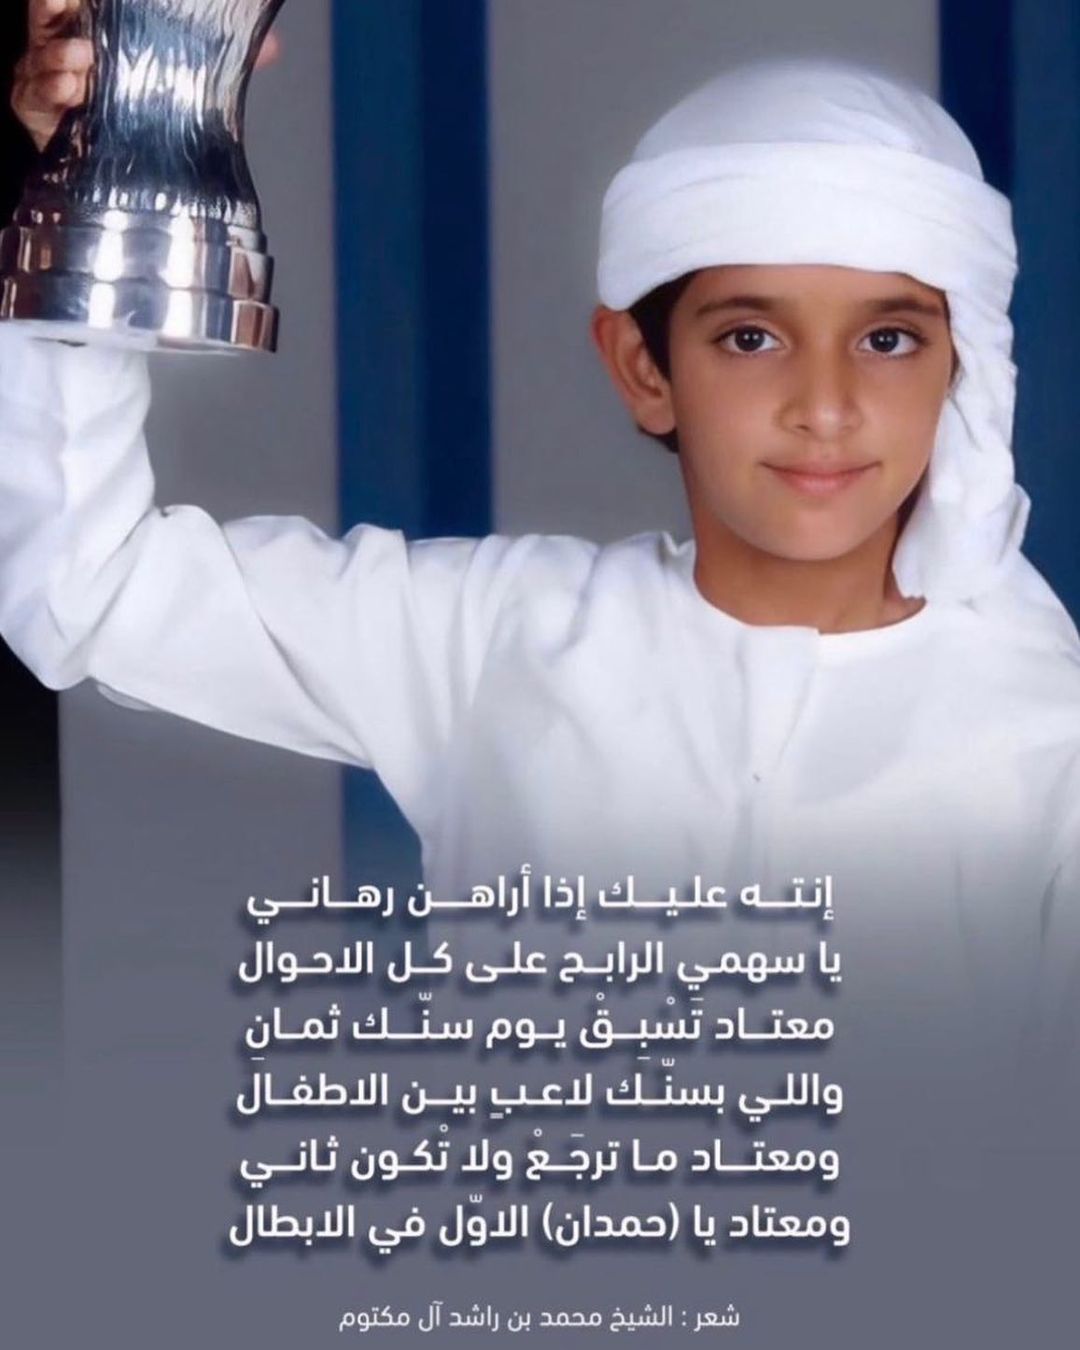 إنته عليك إذا أراهن رهاني
يا سهمي الرابح على كل الاحوال
معتاد تَسْبِقْ يوم سنّك ثمانِ
واللي بسنّك لاعبٍ بين الاطفالَ
ومعتاد ما ترجَعْ ولا تْكون ثاني
ومعتاد يا (حمدان) الاوّل في الابطال
شعر : الشيخ محمد بن راشد آل مكتوم